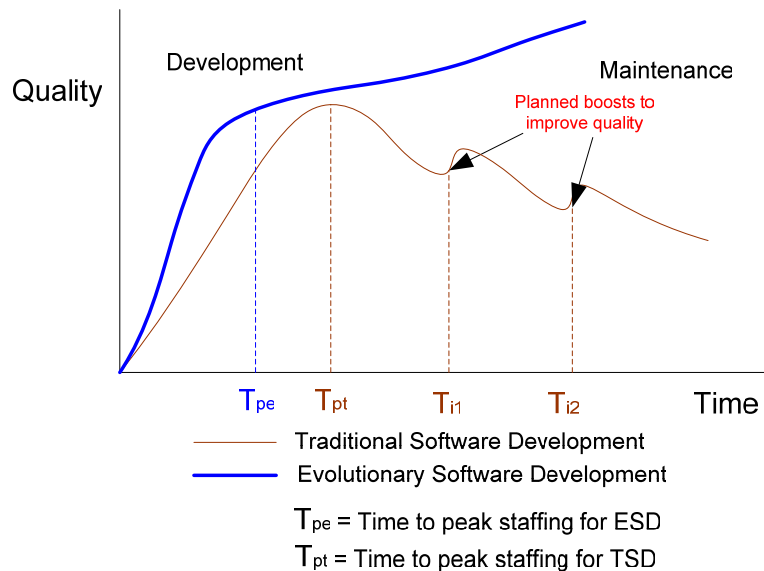 Development
Quality
Maintenance
Planned boosts to
improve quality
Tpe
Tpt
Ti1
Ti2
Time
Traditional Software Development
Evolutionary Software Development
Tpe = Time to peak staffing for ESD
Tpt = Time to peak staffing for TSD